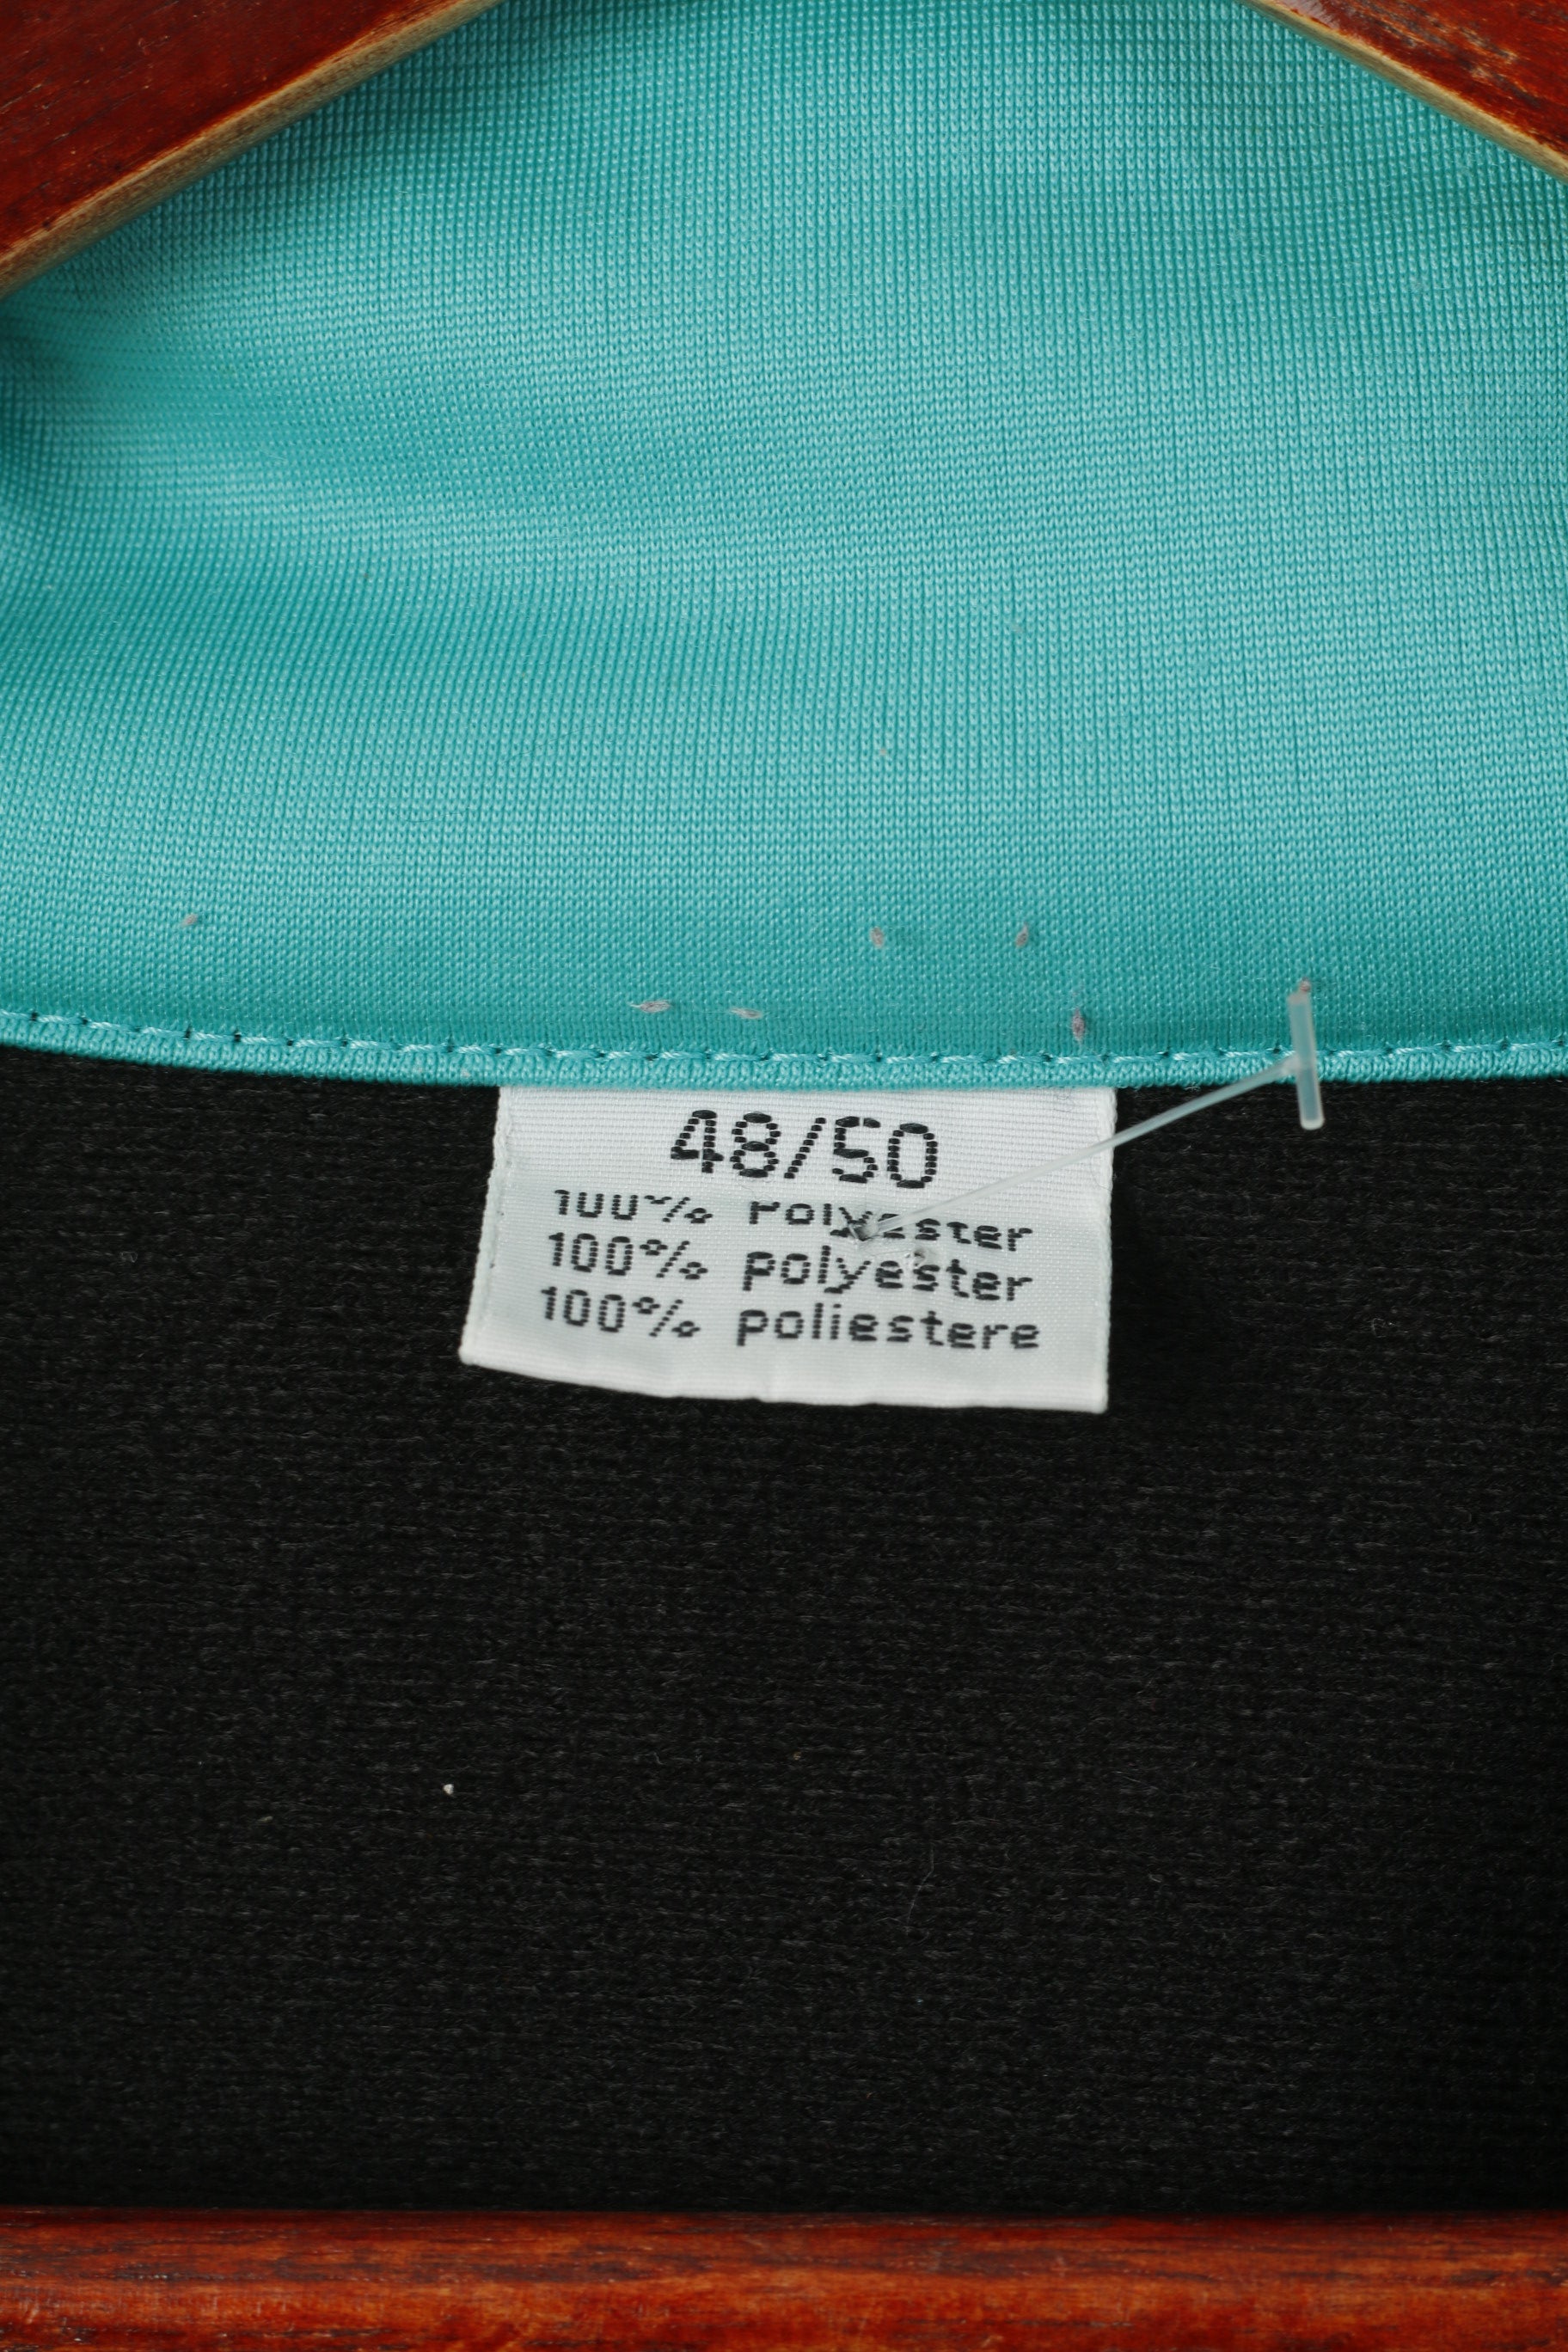 48/50
100% Polyester
100% polyester
100% poliestere